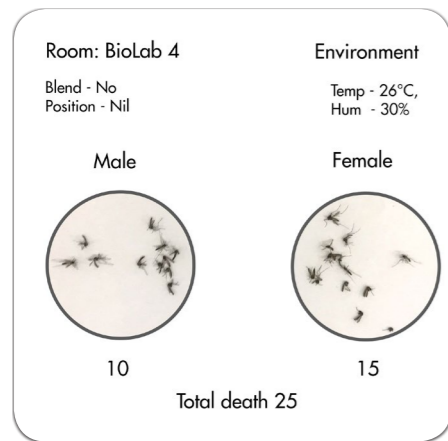 Room: BioLab 4
Environment
Blend - No
Position - Nil
Temp - 26°C,
Hum - 30%
Male
Female
10
15
Total death 25